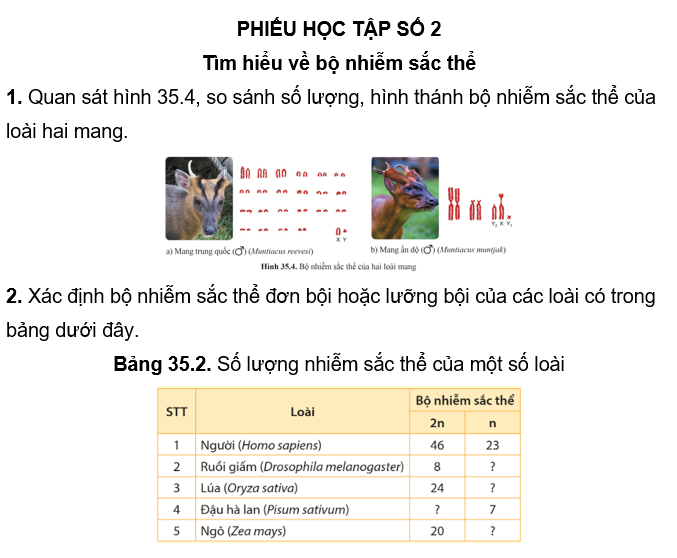 PHIẾU HỌC TẬP SỐ 2
Tìm hiểu về bộ nhiễm sắc thể
1. Quan sát hình 35.4, so sánh số lượng, hình thánh bộ nhiễm sắc thể của
loài hai mang.
X Y
Y₂ X Y₁
a) Mang trung quốc (♂) (Muntiacus reevesi)
b) Mang ấn độ (♂) (Muntiacus muntjak)
Hình 35.4. Bộ nhiễm sắc thể của hai loài mang
2. Xác định bộ nhiễm sắc thể đơn bội hoặc lưỡng bội của các loài có trong
bảng dưới đây.
Bảng 35.2. Số lượng nhiễm sắc thể của một số loài
STT Loài Bộ nhiễm sắc thể
2n n
1 Người (Homo sapiens) 46 23
2 Ruồi giấm (Drosophila melanogaster) 8 ?
3 Lúa (Oryza sativa) 24 ?
4 Đậu hà lan (Pisum sativum) ? 7
5 Ngô (Zea mays) 20 ?